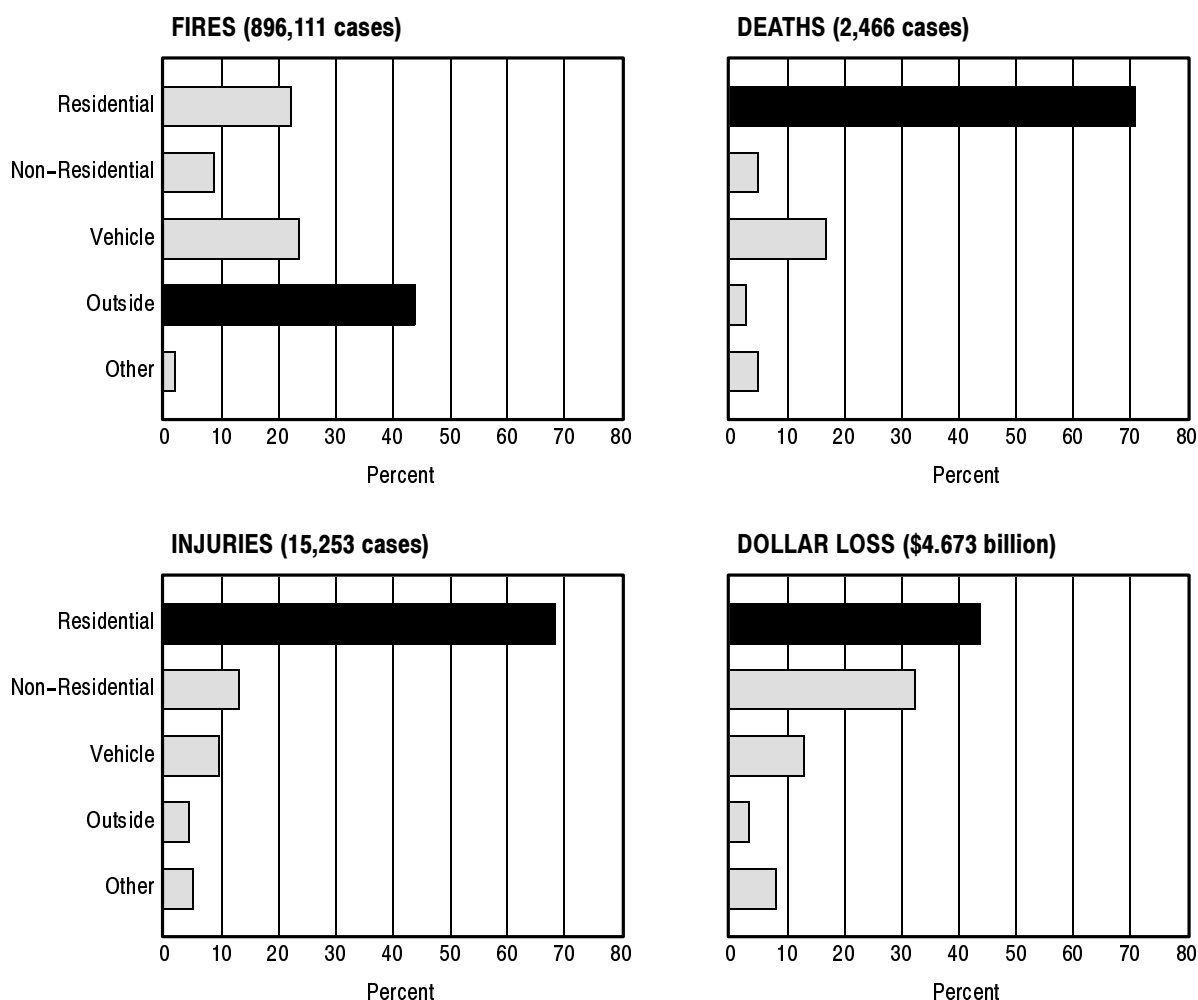 FIRES (896,111 cases)
Residential
Non-Residential
Vehicle
Outside
Other
0 10 20 30 40 50 60 70 80
Percent
DEATHS (2,466 cases)
0 10 20 30 40 50 60 70 80
Percent
INJURIES (15,253 cases)
Residential
Non-Residential
Vehicle
Outside
Other
0 10 20 30 40 50 60 70 80
Percent
DOLLAR LOSS ($4.673 billion)
0 10 20 30 40 50 60 70 80
Percent